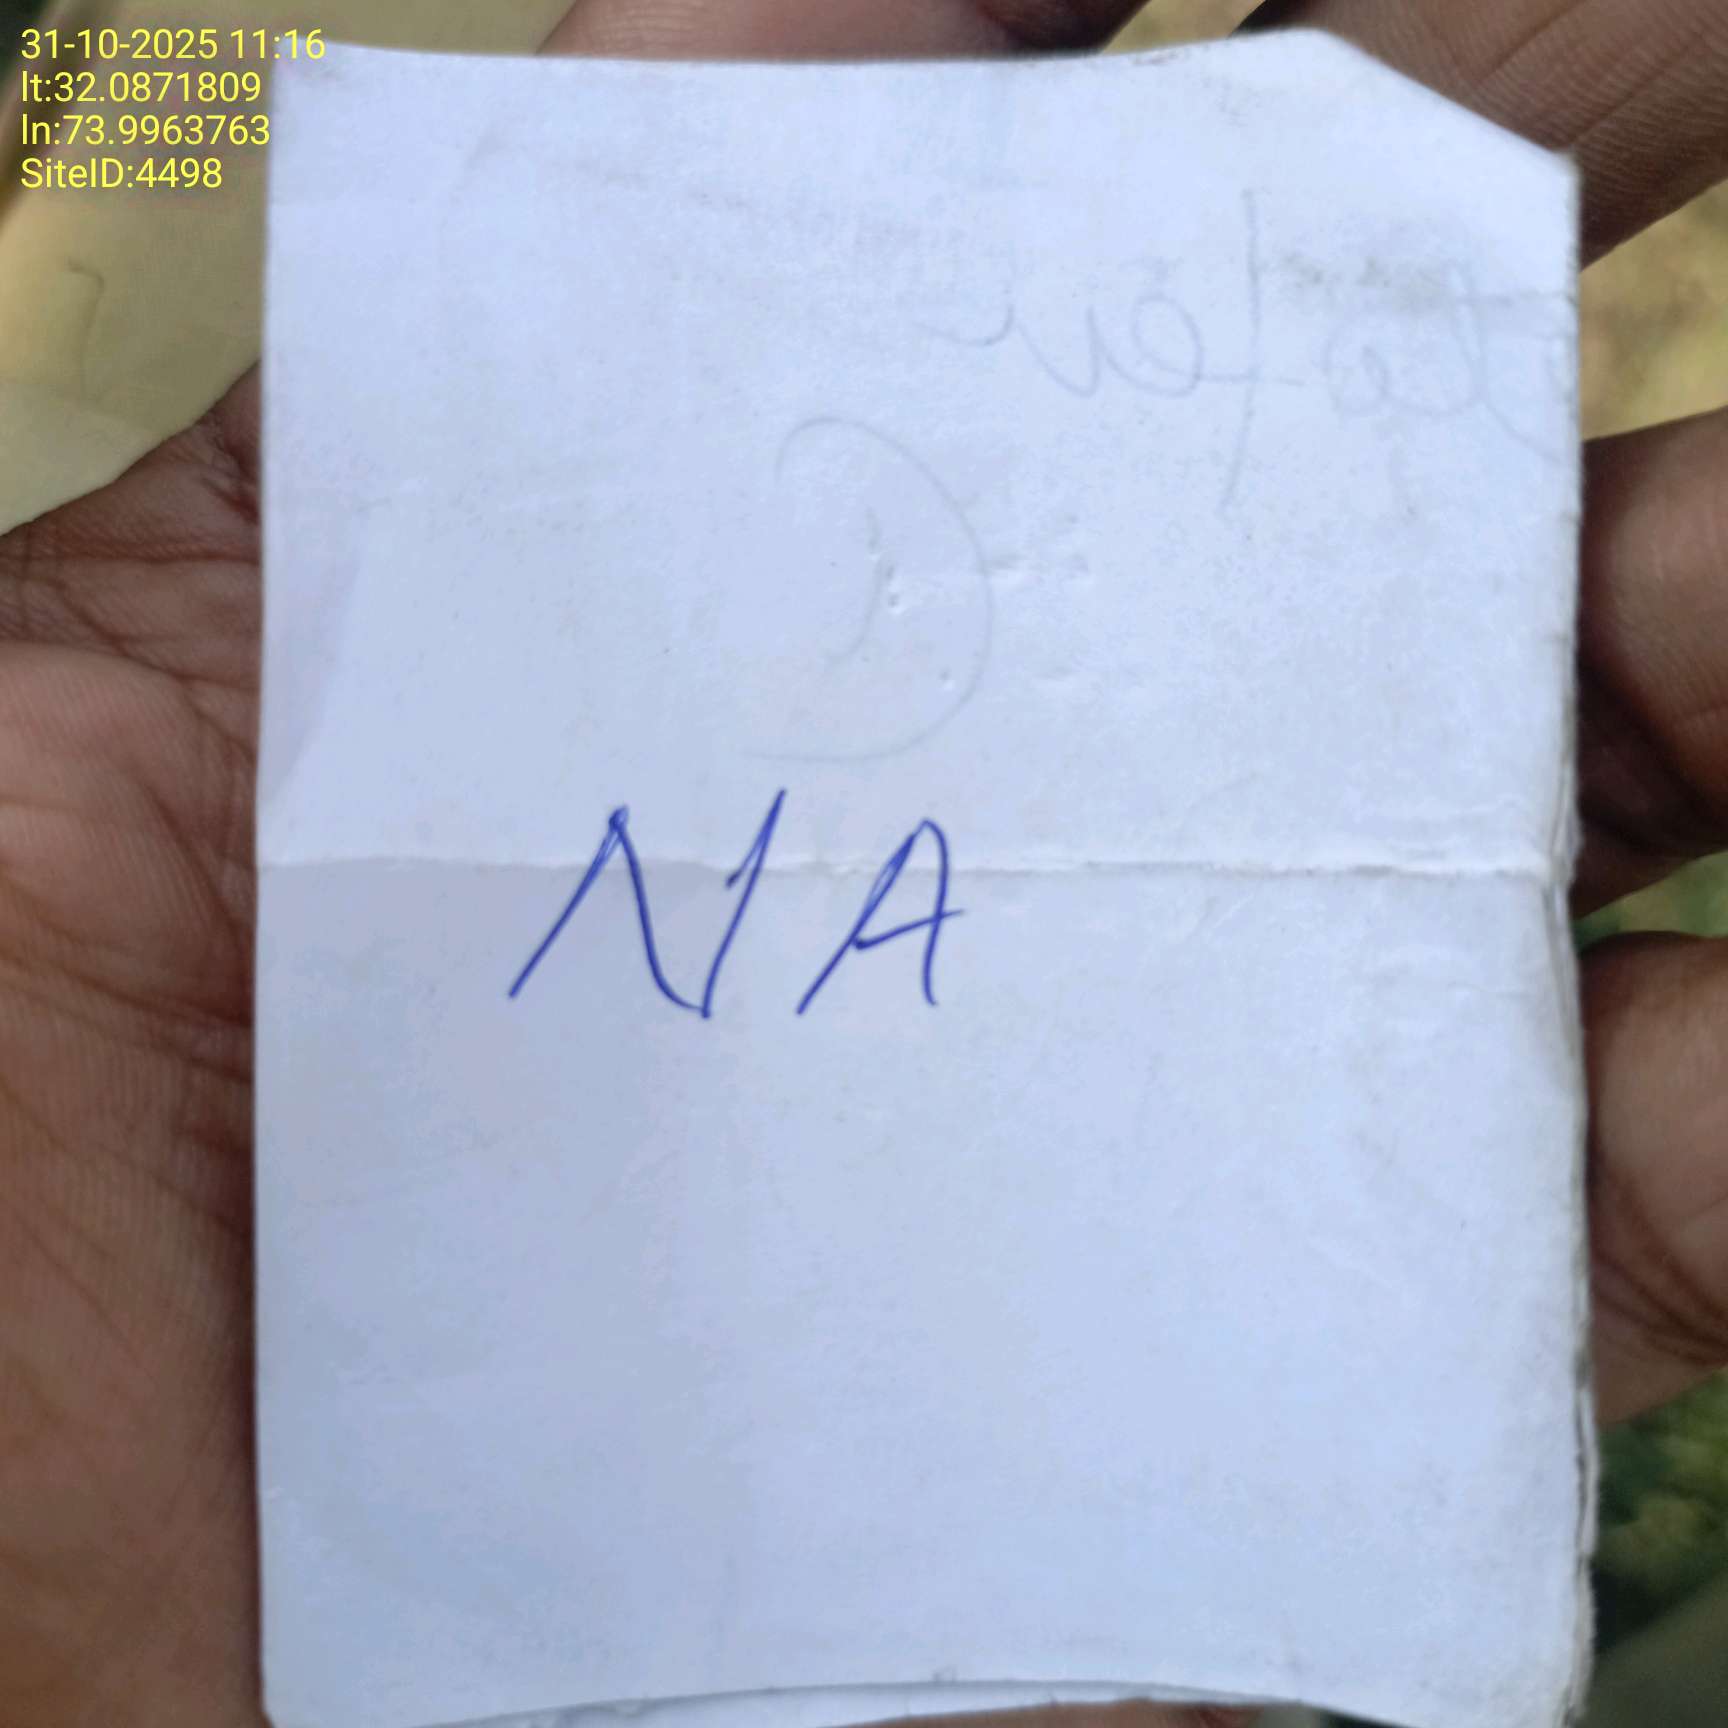 31-10-2025 11:16
lt:32.0871809
ln:73.9963763
SiteID:4498
NA